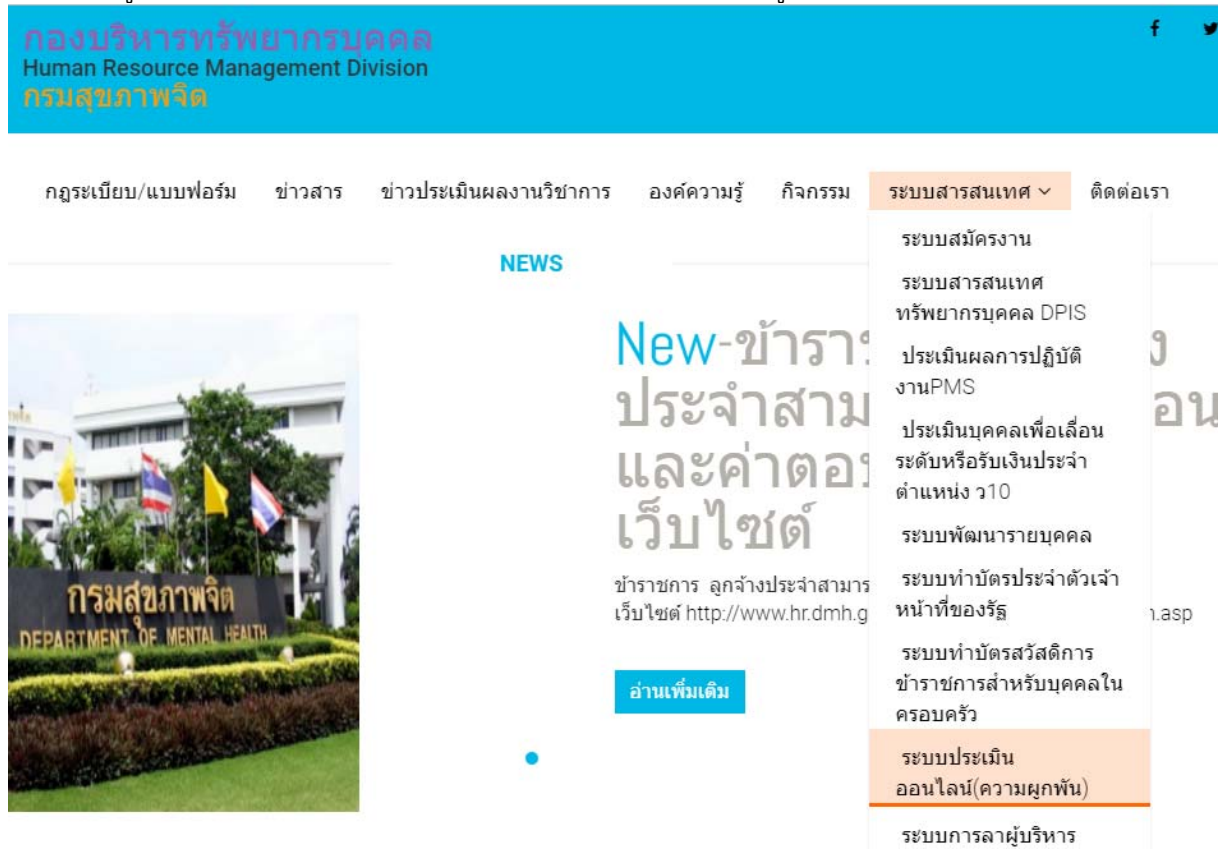 กองบริหารทรัพยากรบุคคล
Human Resource Management Division
กรมสุขภาพจิต
กฎระเบียบ/แบบฟอร์ม ข่าวสาร ข่าวประเมินผลงานวิชาการ องค์ความรู้ กิจกรรม ระบบสารสนเทศ ติดต่อเรา
NEWS
New-ข้ารา
ประจำสาม
และค่าตอ
เว็บไซต์
ข้าราชการ ลูกจ้างประจำสามาร
เว็บไซต์ http://www.hr.dmh.g
.asp
อ่านเพิ่มเติม
กรมสุขภาพจิต
DEPARTMENT OF MENTAL HEALTH
ระบบสมัครงาน
ระบบสารสนเทศ
ทรัพยากรบุคคล DPIS
ประเมินผลการปฏิบัติ
งานPMS
ประเมินบุคคลเพื่อเลื่อน
ระดับหรือรับเงินประจำ
ตำแหน่ง ว10
ระบบพัฒนารายบุคคล
ระบบทำบัตรประจำตัวเจ้า
หน้าที่ของรัฐ
ระบบทำบัตรสวัสดิการ
ข้าราชการสำหรับบุคคลใน
ครอบครัว
ระบบประเมิน
ออนไลน์(ความผูกพัน)
ระบบการลาผู้บริหาร